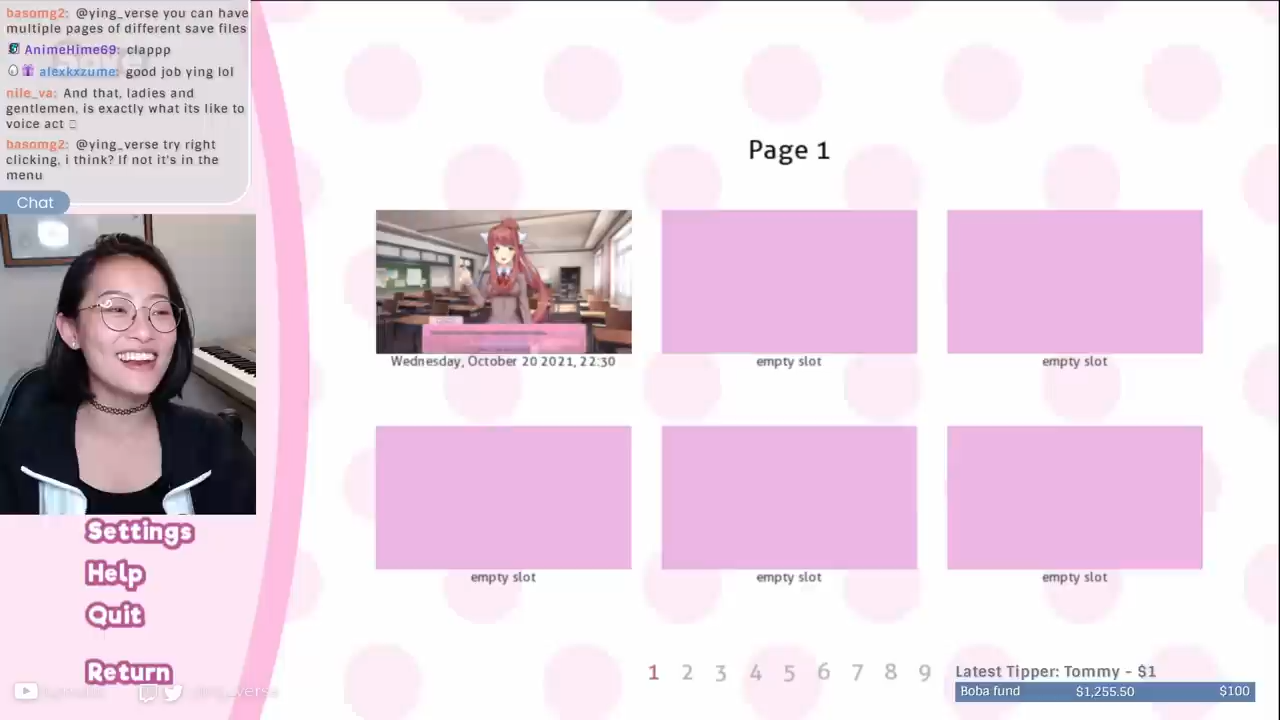 basomg2: @ying_verse you can have
multiple pages of different save files
AnimeHime69: clappp
alexkxzume: good job ying lol
nile_va: And that, ladies and
gentlemen, is exactly what its like to
voice act
basomg2: @ying_verse try right
clicking, i think? If not it's in the
menu
Chat
Page 1
Wednesday, October 20 2021, 22:30
empty slot
empty slot
empty slot
empty slot
empty slot
Settings
Help
Quit
Return
1 2 3 4 5 6 7 8 9
Latest Tipper: Tommy - $1
Boba fund $1,255.50 $100